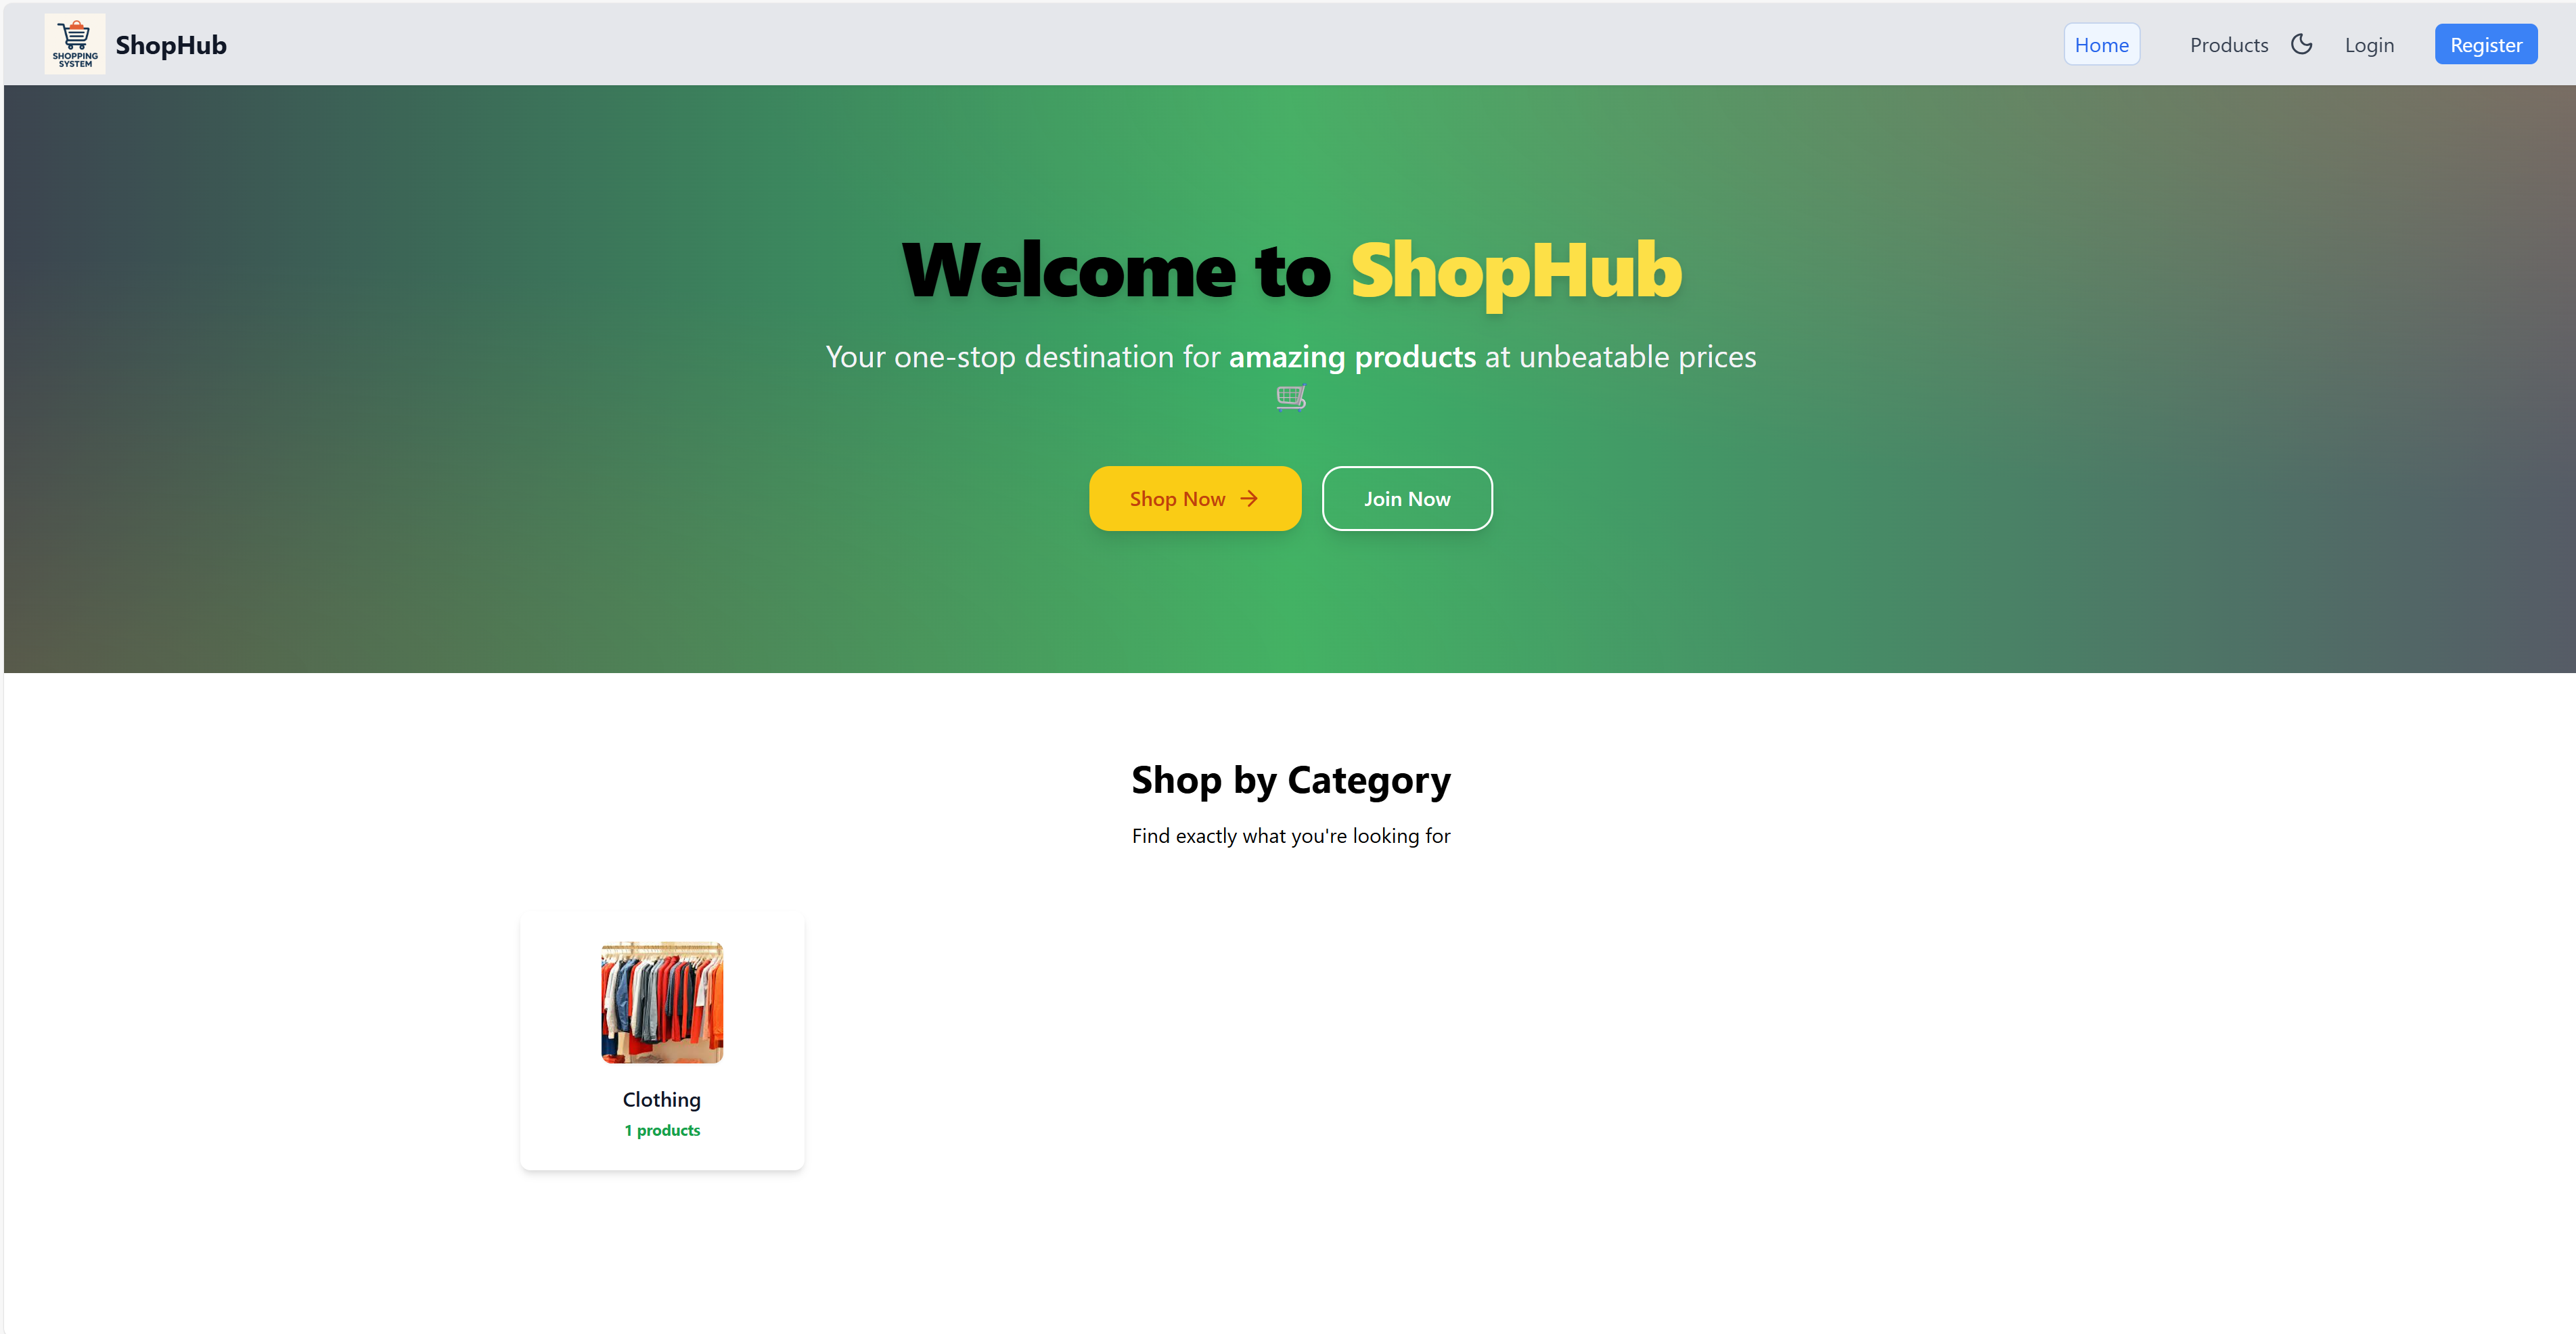 SHOPPING
SYSTEM
ShopHub
Home
Products
Login
Register
Welcome to ShopHub
Your one-stop destination for amazing products at unbeatable prices
🛒
Shop Now →
Join Now
Shop by Category
Find exactly what you're looking for
Clothing
1 products